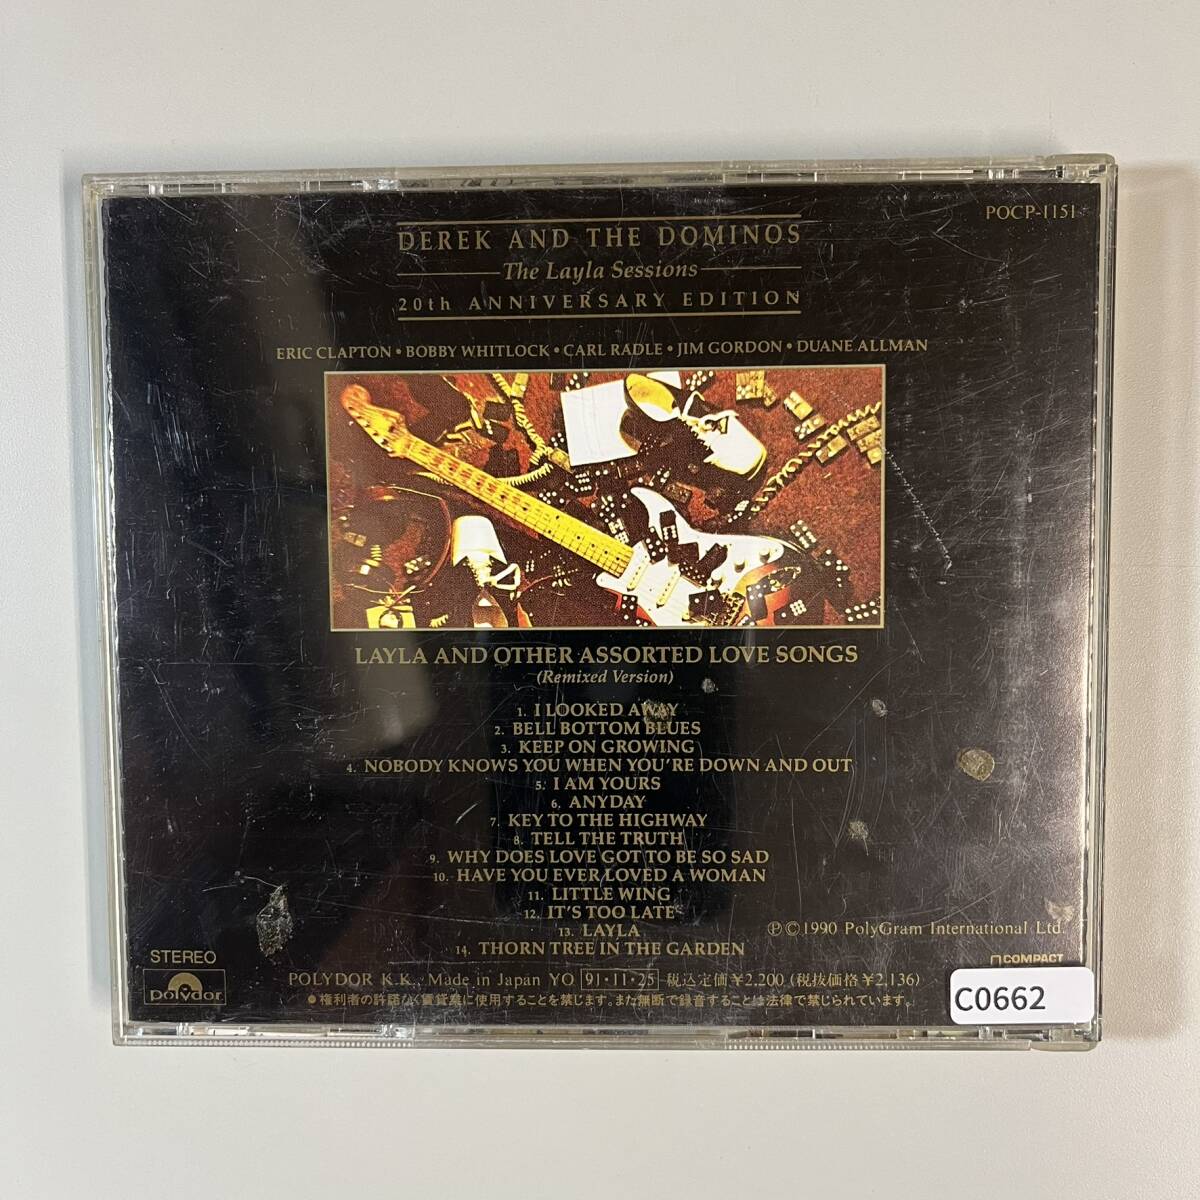 POCP-1151
DEREK AND THE DOMINOS
The Layla Sessions
20th ANNIVERSARY EDITION
ERIC CLAPTON • BOBBY WHITLOCK • CARL RADLE • JIM GORDON • DUANE ALLMAN
LAYLA AND OTHER ASSORTED LOVE SONGS
(Remixed Version)
1. I LOOKED AWAY
2. BELL BOTTOM BLUES
3. KEEP ON GROWING
4. NOBODY KNOWS YOU WHEN YOU'RE DOWN AND OUT
5. I AM YOURS
6. ANYDAY
7. KEY TO THE HIGHWAY
8. TELL THE TRUTH
9. WHY DOES LOVE GOT TO BE SO SAD
10. HAVE YOU EVER LOVED A WOMAN
11. LITTLE WING
12. IT'S TOO LATE
13. LAYLA
14. THORN TREE IN THE GARDEN
℗©1990 PolyGram International Ltd.
STEREO
polydor
POLYDOR K.K., Made in Japan YO 91・11・25 税込定価¥2,200 (税抜価格¥2,136)
●権利者の許諾なく賃貸業に使用することを禁じます。また無断で録音することは法律で禁じられています。
COMPACT
C0662